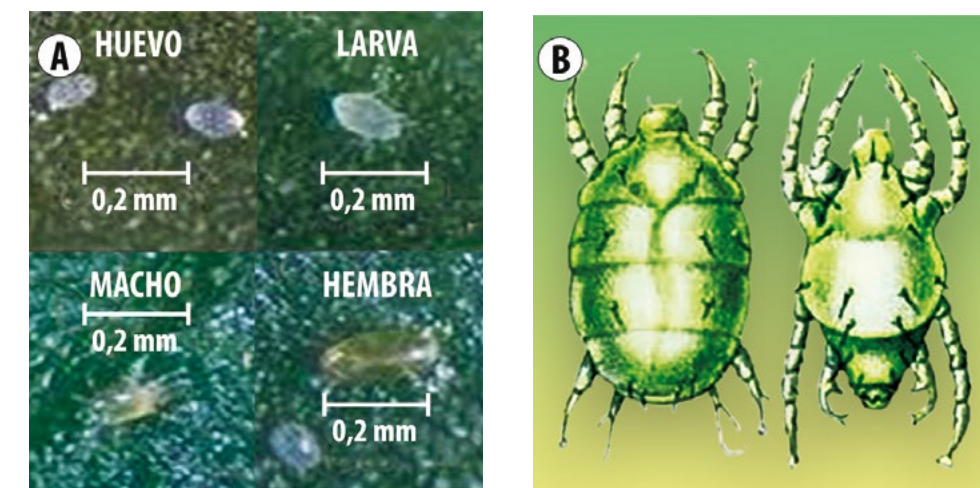 A
HUEVO
0,2 mm
LARVA
0,2 mm
MACHO
0,2 mm
HEMBRA
0,2 mm
B